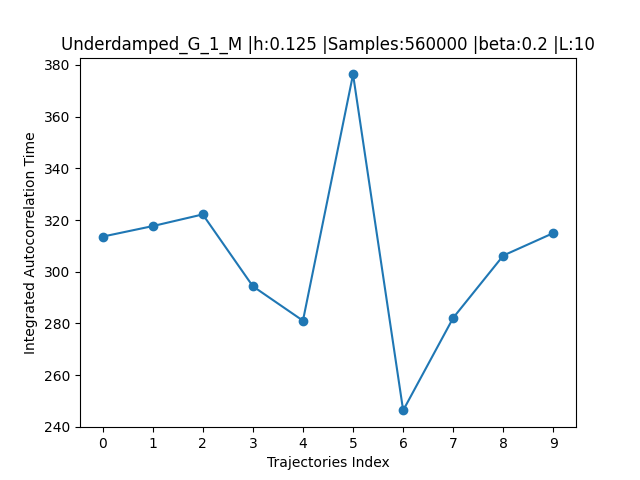 Underdamped_G_1_M |h:0.125 |Samples:560000 |beta:0.2 |L:10
Integrated Autocorrelation Time
380
360
340
320
300
280
260
240
0 1 2 3 4 5 6 7 8 9
Trajectories Index